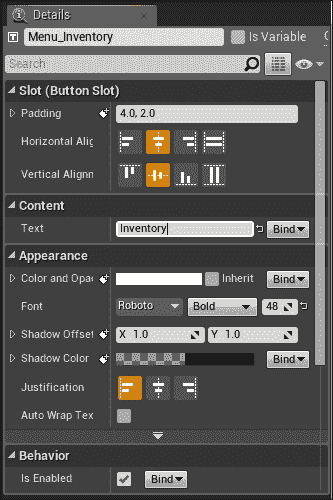 Details
Menu_Inventory Is Variable
Search
Slot (Button Slot)
Padding 4.0, 2.0
Horizontal Alig
Vertical Alignn
Content
Text Inventory Bind
Appearance
Color and Opac Inherit Bind
Font Roboto Bold 48
Shadow Offset X 1.0 Y 1.0
Shadow Color Bind
Justification
Auto Wrap Tex
Behavior
Is Enabled Bind